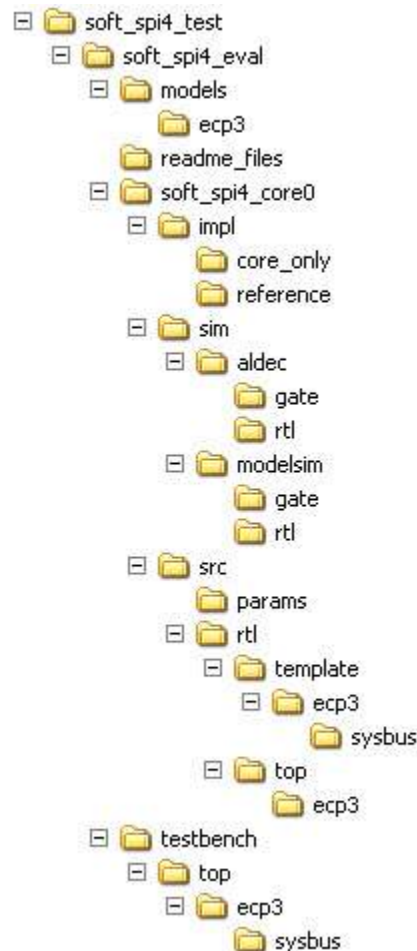 soft_spi4_test
soft_spi4_eval
models
ecp3
readme_files
soft_spi4_core0
impl
core_only
reference
sim
aldec
gate
rtl
modelsim
gate
rtl
src
params
rtl
template
ecp3
sysbus
top
ecp3
testbench
top
ecp3
sysbus